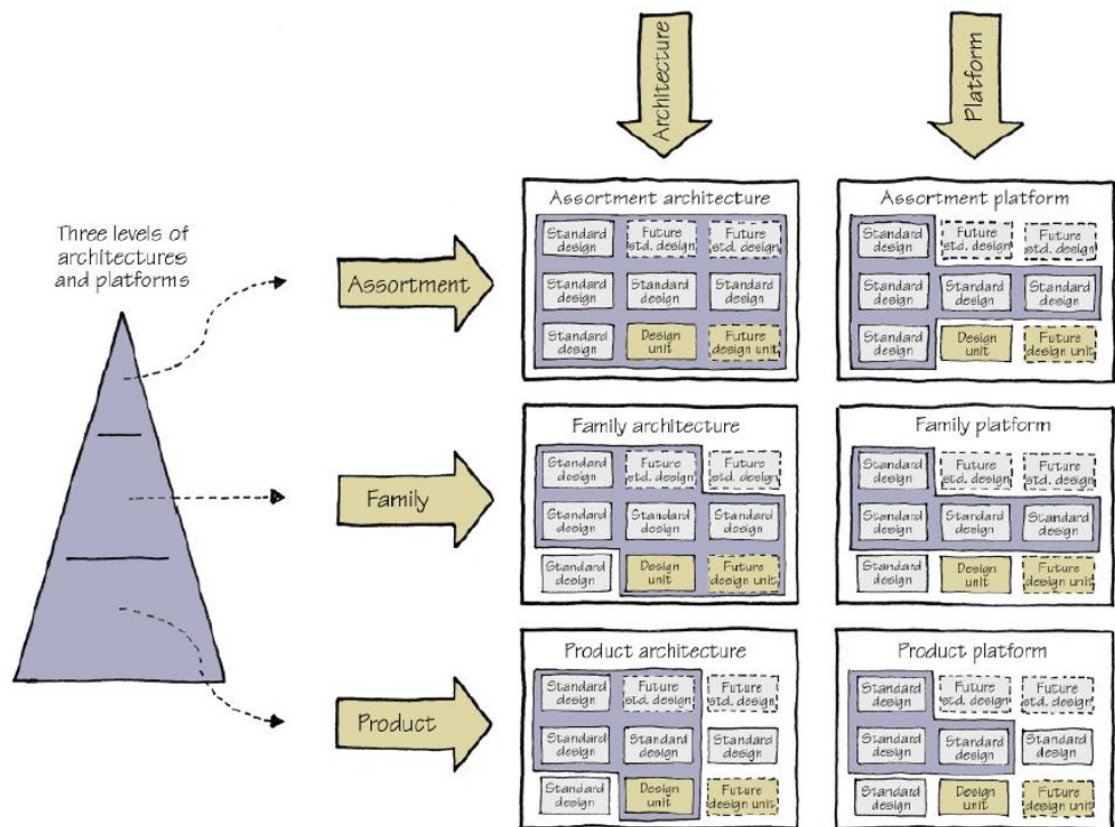 Architecture
Platform
Three levels of
architectures
and platforms
Assortment
Assortment architecture
Standard
design
Future
std. design
Future
std. design
Standard
design
Standard
design
Standard
design
Standard
design
Design
unit
Future
design unit
Assortment platform
Standard
design
Future
std. design
Future
std. design
Standard
design
Standard
design
Standard
design
Standard
design
Design
unit
Future
design unit
Family
Family architecture
Standard
design
Future
std. design
Future
std. design
Standard
design
Standard
design
Standard
design
Standard
design
Design
unit
Future
design unit
Family platform
Standard
design
Future
std. design
Future
std. design
Standard
design
Standard
design
Standard
design
Standard
design
Design
unit
Future
design unit
Product
Product architecture
Standard
design
Future
std. design
Future
std. design
Standard
design
Standard
design
Standard
design
Standard
design
Design
unit
Future
design unit
Product platform
Standard
design
Future
std. design
Future
std. design
Standard
design
Standard
design
Standard
design
Standard
design
Design
unit
Future
design unit